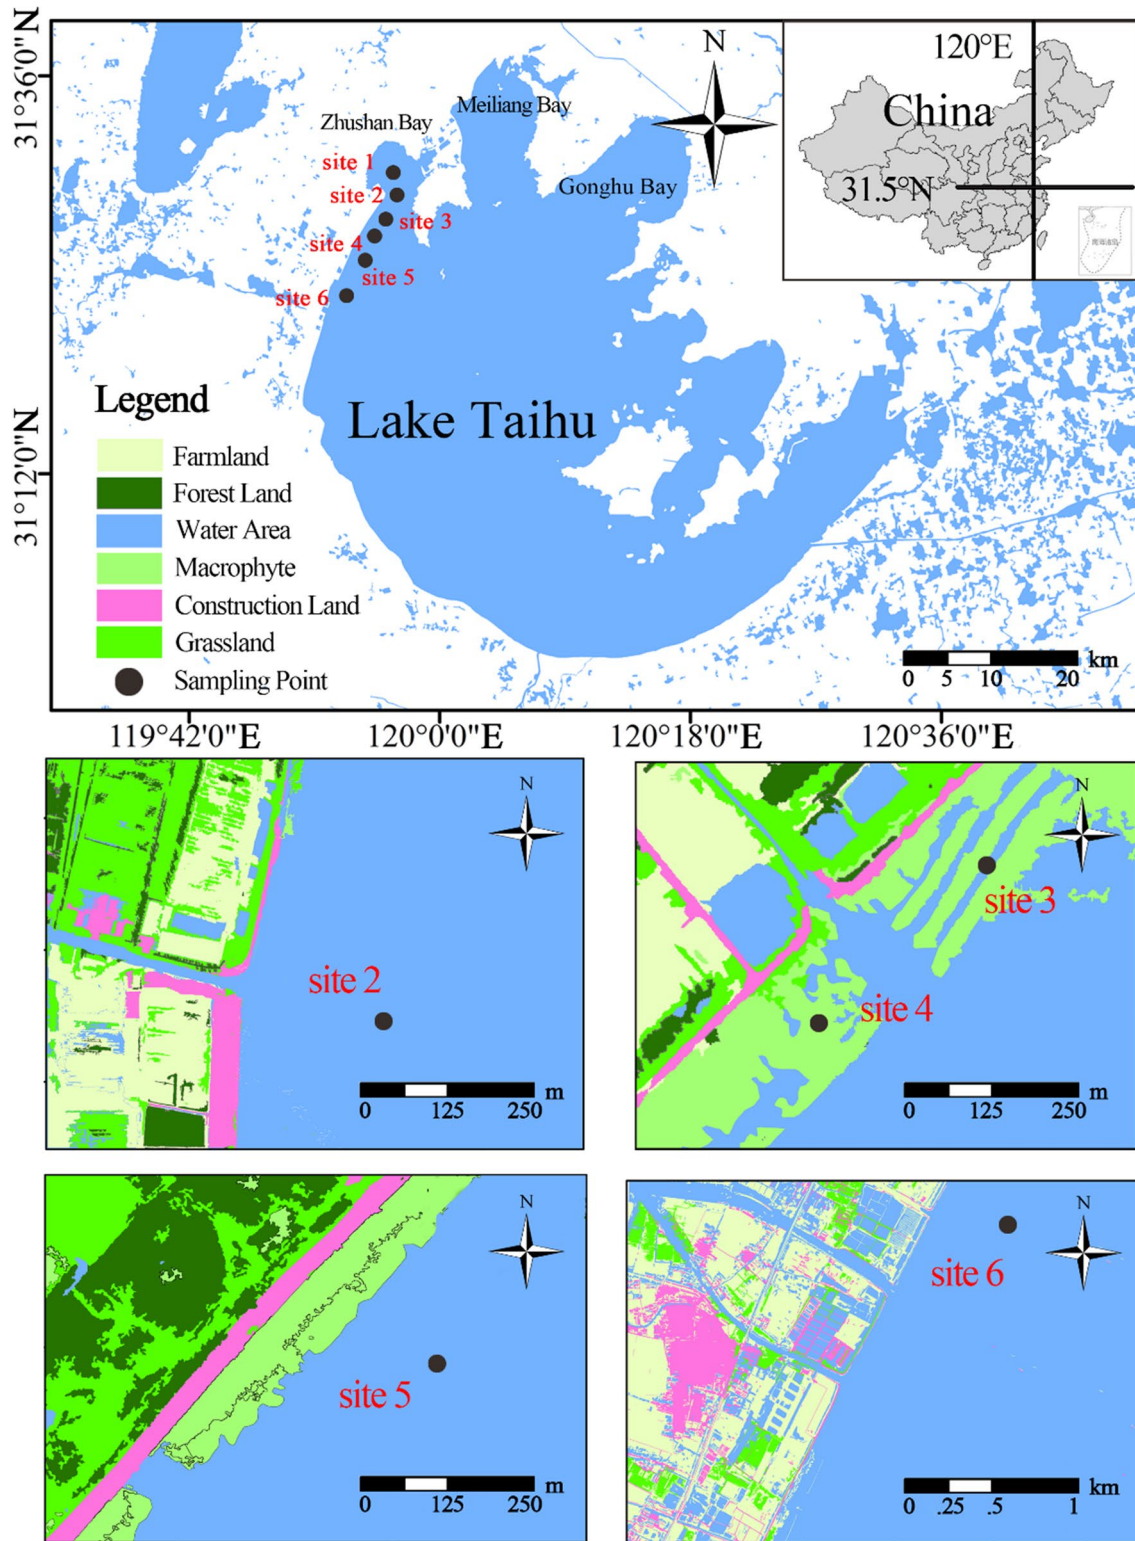 31°36'0"N
31°12'0"N
N
120°E
China
31.5°N
Meiliang Bay
Zhushan Bay
Gonghu Bay
site 1
site 2
site 3
site 4
site 5
site 6
Lake Taihu
Legend
Farmland
Forest Land
Water Area
Macrophyte
Construction Land
Grassland
Sampling Point
km
0 5 10 20
119°42'0"E 120°0'0"E 120°18'0"E 120°36'0"E
N
site 2
m
0 125 250
N
site 3
site 4
m
0 125 250
N
site 5
m
0 125 250
N
site 6
km
0 .25 .5 1